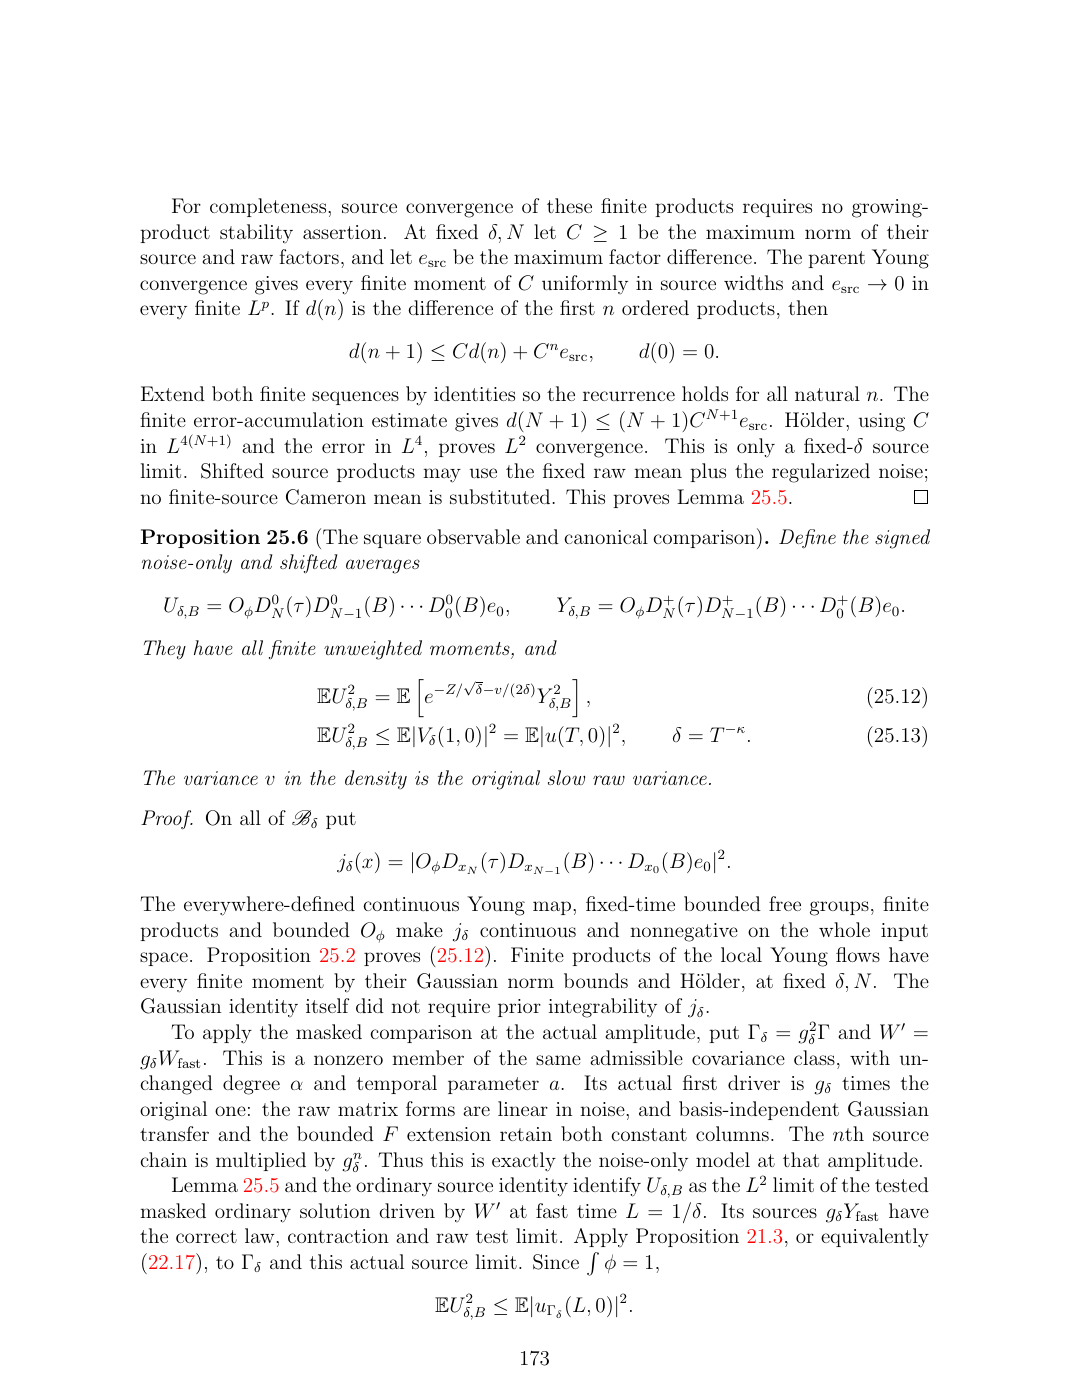 For completeness, source convergence of these finite products requires no growing-
product stability assertion. At fixed δ, N let C ≥ 1 be the maximum norm of their
source and raw factors, and let e_src be the maximum factor difference. The parent Young
convergence gives every finite moment of C uniformly in source widths and e_src → 0 in
every finite L^p. If d(n) is the difference of the first n ordered products, then
d(n + 1) ≤ Cd(n) + C^n e_src, d(0) = 0.
Extend both finite sequences by identities so the recurrence holds for all natural n. The
finite error-accumulation estimate gives d(N + 1) ≤ (N + 1)C^{N+1} e_src. Hölder, using C
in L^{4(N+1)} and the error in L^4, proves L^2 convergence. This is only a fixed-δ source
limit. Shifted source products may use the fixed raw mean plus the regularized noise;
no finite-source Cameron mean is substituted. This proves Lemma 25.5. □
Proposition 25.6 (The square observable and canonical comparison). Define the signed
noise-only and shifted averages
U_{δ,B} = O_ϕ D^0_N(τ)D^0_{N−1}(B) ⋯ D^0_0(B)e_0, Y_{δ,B} = O_ϕ D^+_N(τ)D^+_{N−1}(B) ⋯ D^+_0(B)e_0.
They have all finite unweighted moments, and
𝔼U^2_{δ,B} = 𝔼 [e^{−Z/√δ−v/(2δ)} Y^2_{δ,B}], (25.12)
𝔼U^2_{δ,B} ≤ 𝔼|V_δ(1, 0)|^2 = 𝔼|u(T, 0)|^2, δ = T^{−κ}. (25.13)
The variance v in the density is the original slow raw variance.
Proof. On all of ℬ_δ put
j_δ(x) = |O_ϕ D_{x_N}(τ)D_{x_{N−1}}(B) ⋯ D_{x_0}(B)e_0|^2.
The everywhere-defined continuous Young map, fixed-time bounded free groups, finite
products and bounded O_ϕ make j_δ continuous and nonnegative on the whole input
space. Proposition 25.2 proves (25.12). Finite products of the local Young flows have
every finite moment by their Gaussian norm bounds and Hölder, at fixed δ, N. The
Gaussian identity itself did not require prior integrability of j_δ.
To apply the masked comparison at the actual amplitude, put Γ_δ = g^2_δ Γ and W′ =
g_δ W_fast. This is a nonzero member of the same admissible covariance class, with un-
changed degree α and temporal parameter a. Its actual first driver is g_δ times the
original one: the raw matrix forms are linear in noise, and basis-independent Gaussian
transfer and the bounded F extension retain both constant columns. The nth source
chain is multiplied by g^n_δ. Thus this is exactly the noise-only model at that amplitude.
Lemma 25.5 and the ordinary source identity identify U_{δ,B} as the L^2 limit of the tested
masked ordinary solution driven by W′ at fast time L = 1/δ. Its sources g_δ Y_fast have
the correct law, contraction and raw test limit. Apply Proposition 21.3, or equivalently
(22.17), to Γ_δ and this actual source limit. Since ∫ ϕ = 1,
𝔼U^2_{δ,B} ≤ 𝔼|u_{Γ_δ}(L, 0)|^2.
173